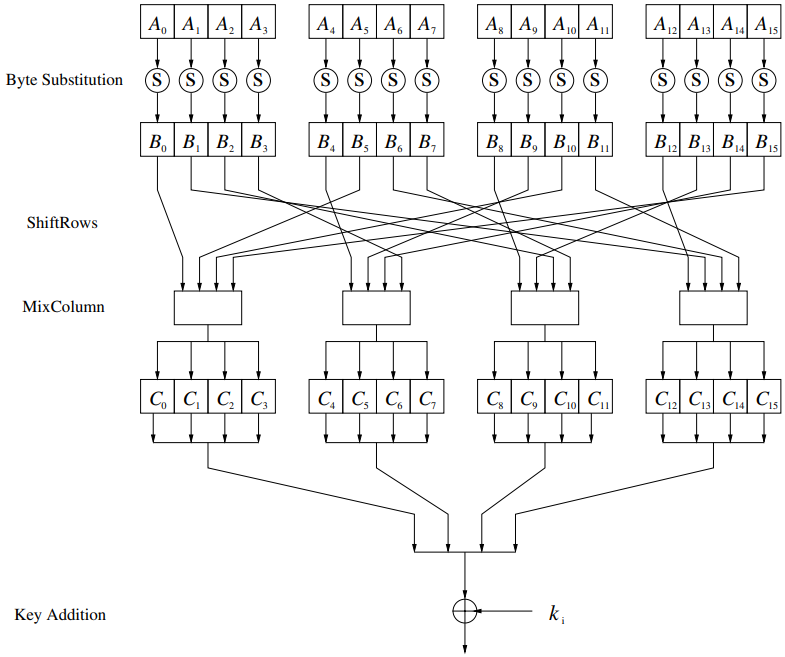 A₀ A₁ A₂ A₃ A₄ A₅ A₆ A₇ A₈ A₉ A₁₀ A₁₁ A₁₂ A₁₃ A₁₄ A₁₅
Byte Substitution S S S S S S S S S S S S S S S S
B₀ B₁ B₂ B₃ B₄ B₅ B₆ B₇ B₈ B₉ B₁₀ B₁₁ B₁₂ B₁₃ B₁₄ B₁₅
ShiftRows
MixColumn
C₀ C₁ C₂ C₃ C₄ C₅ C₆ C₇ C₈ C₉ C₁₀ C₁₁ C₁₂ C₁₃ C₁₄ C₁₅
Key Addition kᵢ